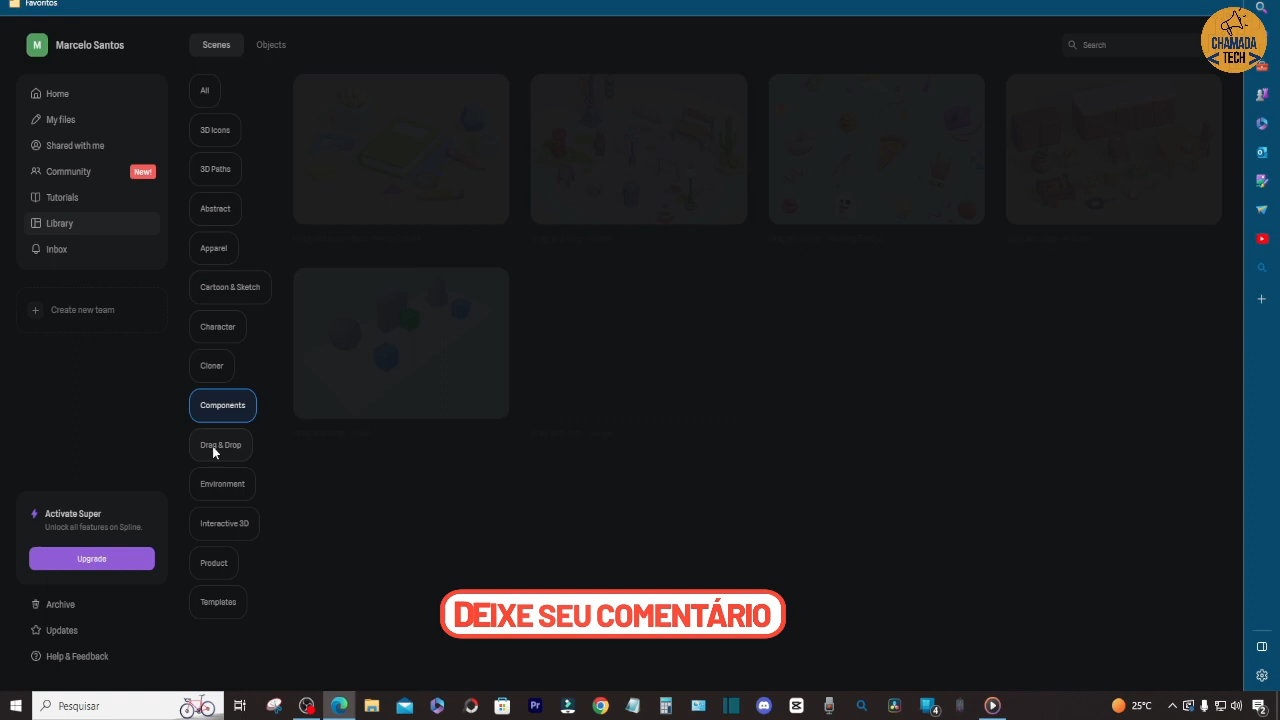 Favoritos
M
Marcelo Santos
Scenes
Objects
Search
CHAMADA
TECH
Home
My files
Shared with me
Community
New!
Tutorials
Library
Inbox
Create new team
All
3D Icons
3D Paths
Abstract
Apparel
Cartoon & Sketch
Character
Cloner
Components
Drag & Drop
Environment
Interactive 3D
Product
Templates
Activate Super
Unlock all features on Spline.
Upgrade
Archive
Updates
Help & Feedback
DEIXE SEU COMENTÁRIO
Pesquisar
Pr
4
25°C
2